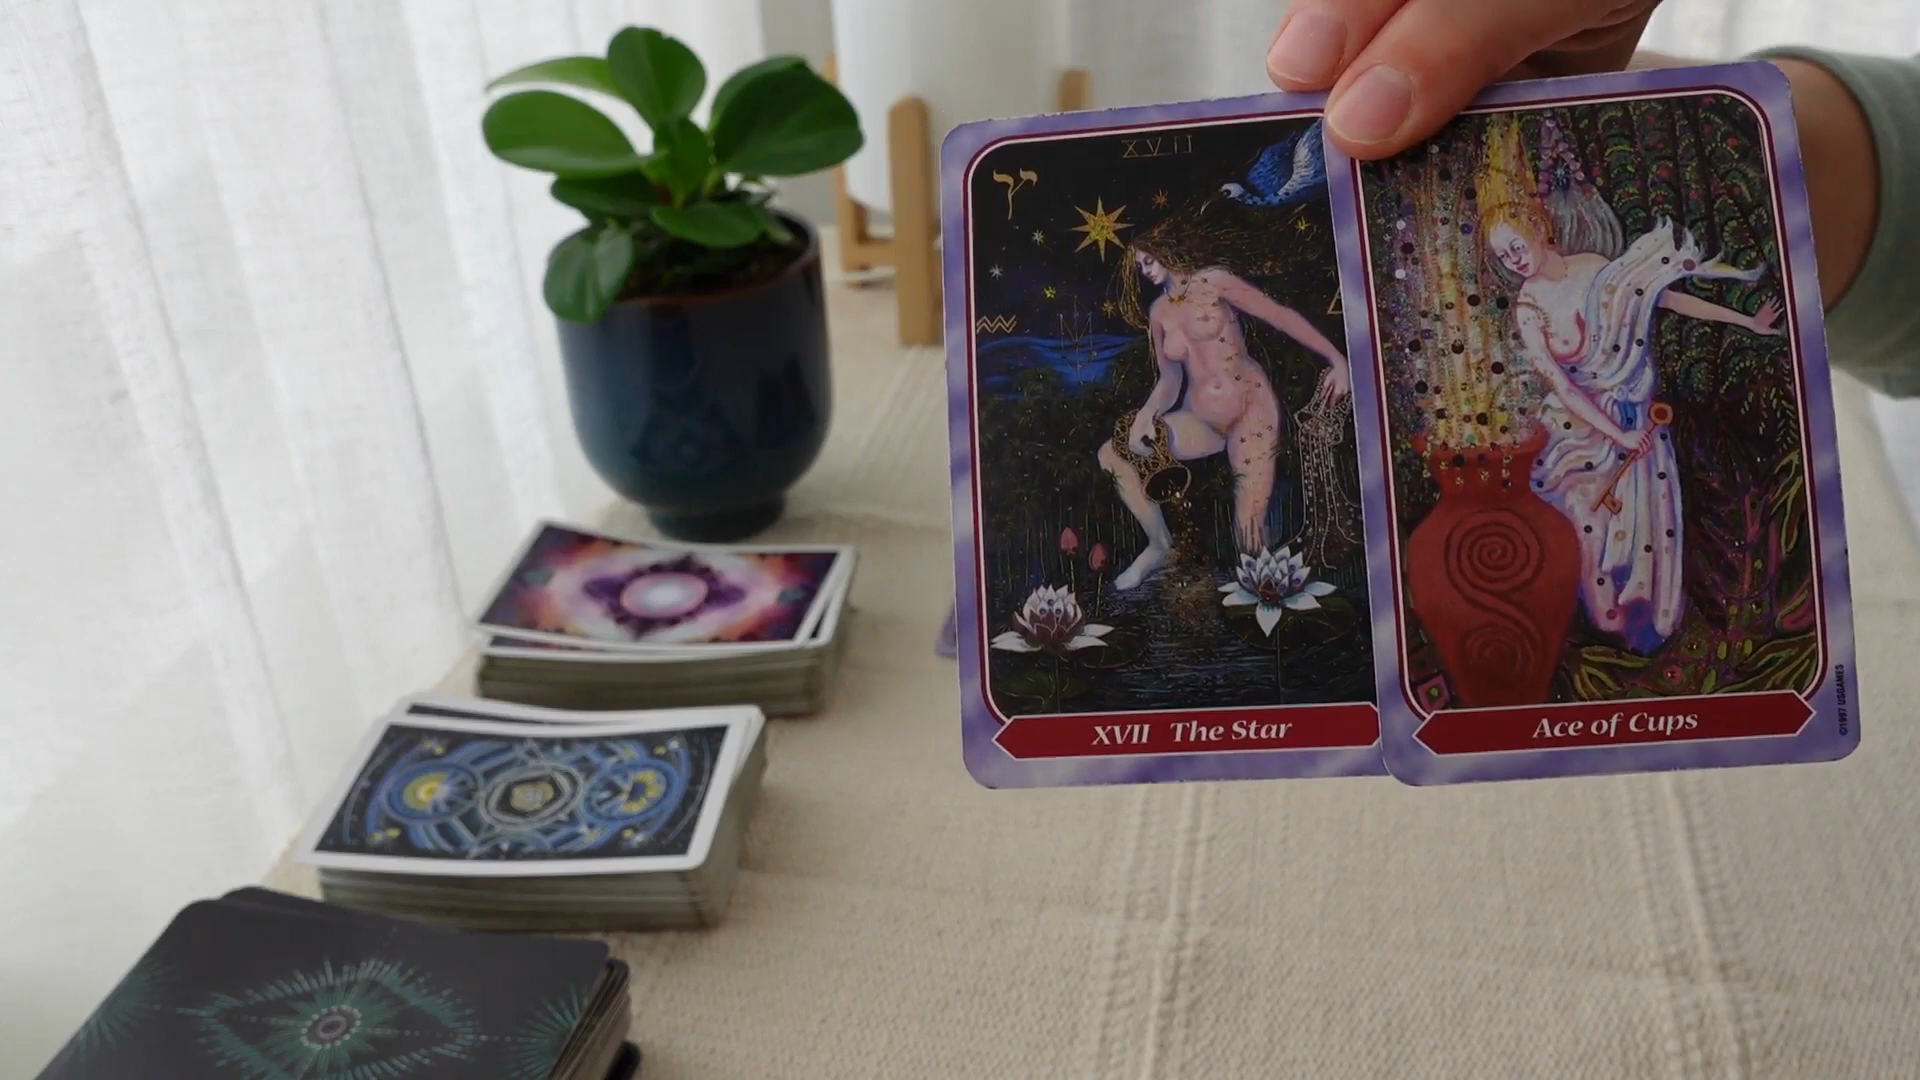 XVII
צ
XVII The Star
Ace of Cups
©1997 USGAMES